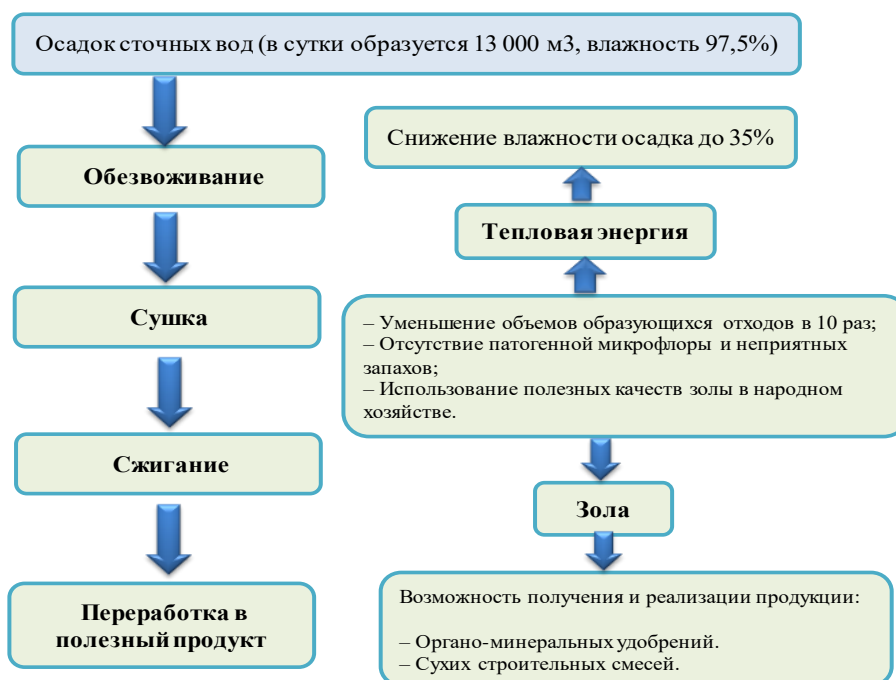 Осадок сточных вод (в сутки образуется 13 000 м3, влажность 97,5%)
Обезвоживание
Сушка
Сжигание
Переработка в
полезный продукт
Снижение влажности осадка до 35%
Тепловая энергия
– Уменьшение объемов образующихся отходов в 10 раз;
– Отсутствие патогенной микрофлоры и неприятных
запахов;
– Использование полезных качеств золы в народном
хозяйстве.
Зола
Возможность получения и реализации продукции:
– Органо-минеральных удобрений.
– Сухих строительных смесей.